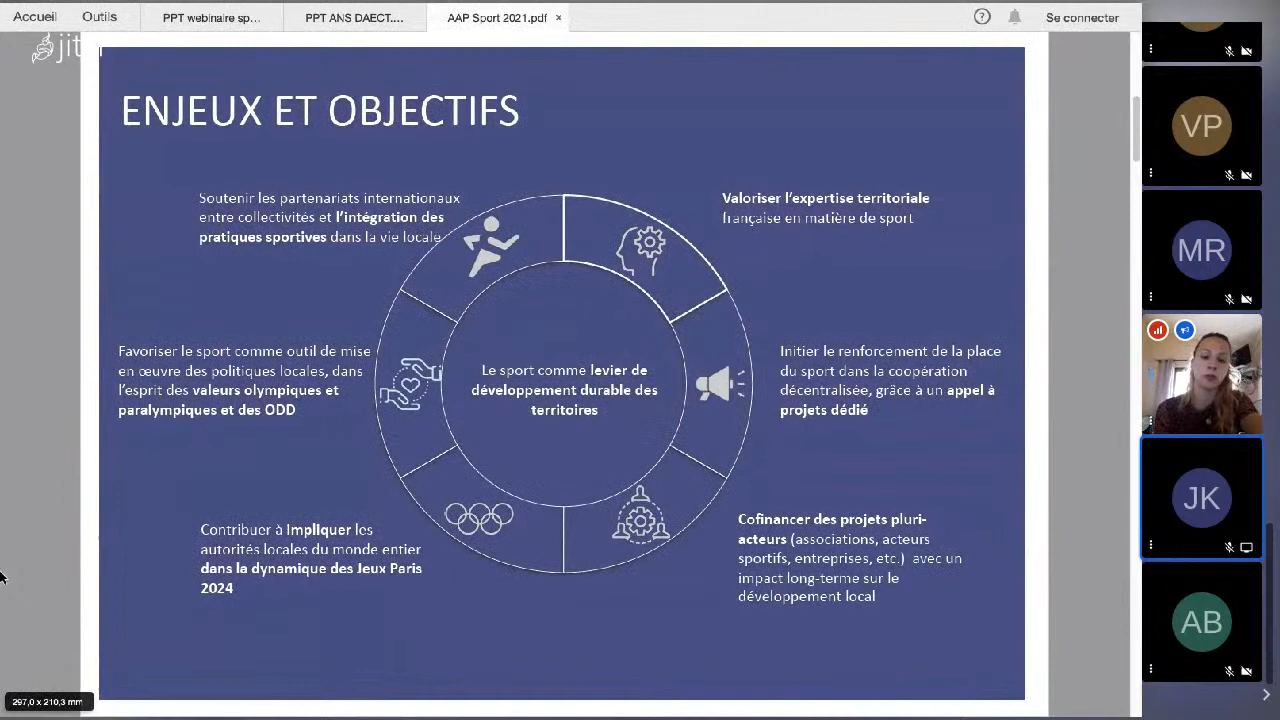 Accueil
Outils
PPT webinaire sp...
PPT ANS DAECT....
AAP Sport 2021.pdf ×
?
Se connecter
jit
ENJEUX ET OBJECTIFS
Soutenir les partenariats internationaux
entre collectivités et l’intégration des
pratiques sportives dans la vie locale
Valoriser l’expertise territoriale
française en matière de sport
Favoriser le sport comme outil de mise
en œuvre des politiques locales, dans
l’esprit des valeurs olympiques et
paralympiques et des ODD
Le sport comme levier de
développement durable des
territoires
Initier le renforcement de la place
du sport dans la coopération
décentralisée, grâce à un appel à
projets dédié
Contribuer à impliquer les
autorités locales du monde entier
dans la dynamique des Jeux Paris
2024
Cofinancer des projets pluri-
acteurs (associations, acteurs
sportifs, entreprises, etc.) avec un
impact long-terme sur le
développement local
297,0 x 210,3 mm
VP
MR
JK
AB